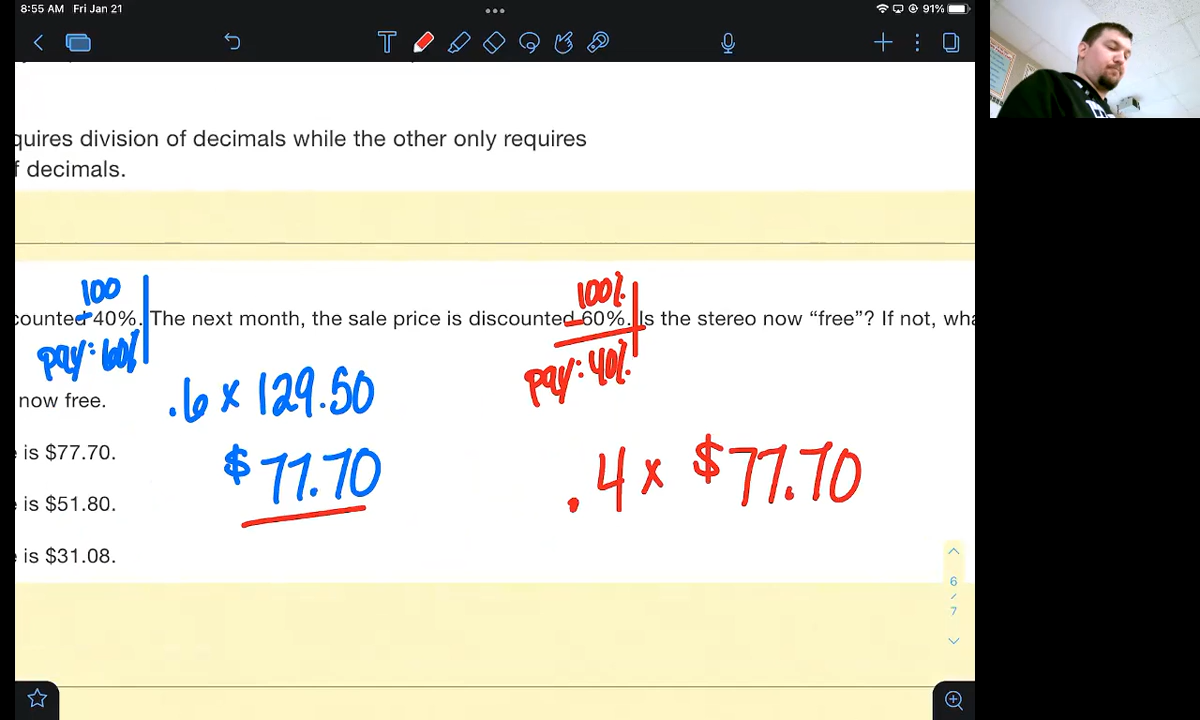 8:55 AM Fri Jan 21
91%
T
quires division of decimals while the other only requires
f decimals.
100
100%
counted 40%. The next month, the sale price is discounted 60%. Is the stereo now “free”? If not, wha
-
-
pay: 60%
pay: 40%
now free.
.6 x 129.50
is $77.70.
$77.70
.4 x $77.70
is $51.80.
is $31.08.
6
/
7